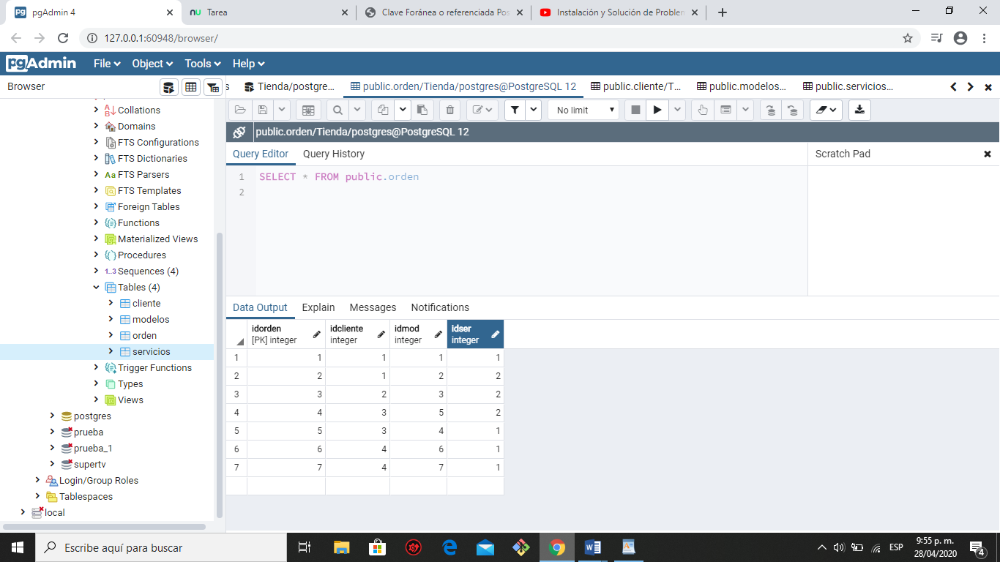 pgAdmin 4
Tarea
Clave Foránea o referenciada Pos
Instalación y Solución de Problem
127.0.0.1:60948/browser/
pgAdmin File Object Tools Help
Browser
s Tienda/postgre... public.orden/Tienda/postgres@PostgreSQL 12 public.cliente/T... public.modelos... public.servicios...
No limit
public.orden/Tienda/postgres@PostgreSQL 12
Query Editor Query History
Scratch Pad
1 SELECT * FROM public.orden
2
Collations
Domains
FTS Configurations
FTS Dictionaries
Aa FTS Parsers
FTS Templates
Foreign Tables
Functions
Materialized Views
Procedures
1..3 Sequences (4)
Tables (4)
cliente
modelos
orden
servicios
Trigger Functions
Types
Views
postgres
prueba
prueba_1
supertv
Login/Group Roles
Tablespaces
local
Data Output Explain Messages Notifications
idorden idcliente idmod idser
[PK] integer integer integer integer
1 1 1 1 1
2 2 1 2 2
3 3 2 3 2
4 4 3 5 2
5 5 3 4 1
6 6 4 6 1
7 7 4 7 1
Escribe aquí para buscar
ESP
9:55 p. m.
28/04/2020
4